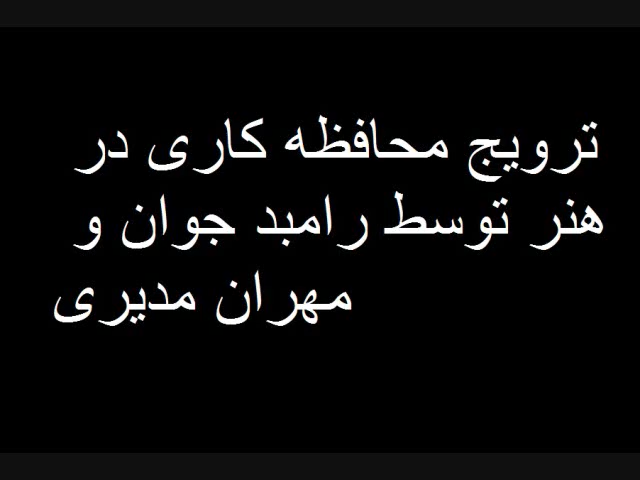 ترویج محافظه کاری در
هنر توسط رامبد جوان و
مهران مدیری